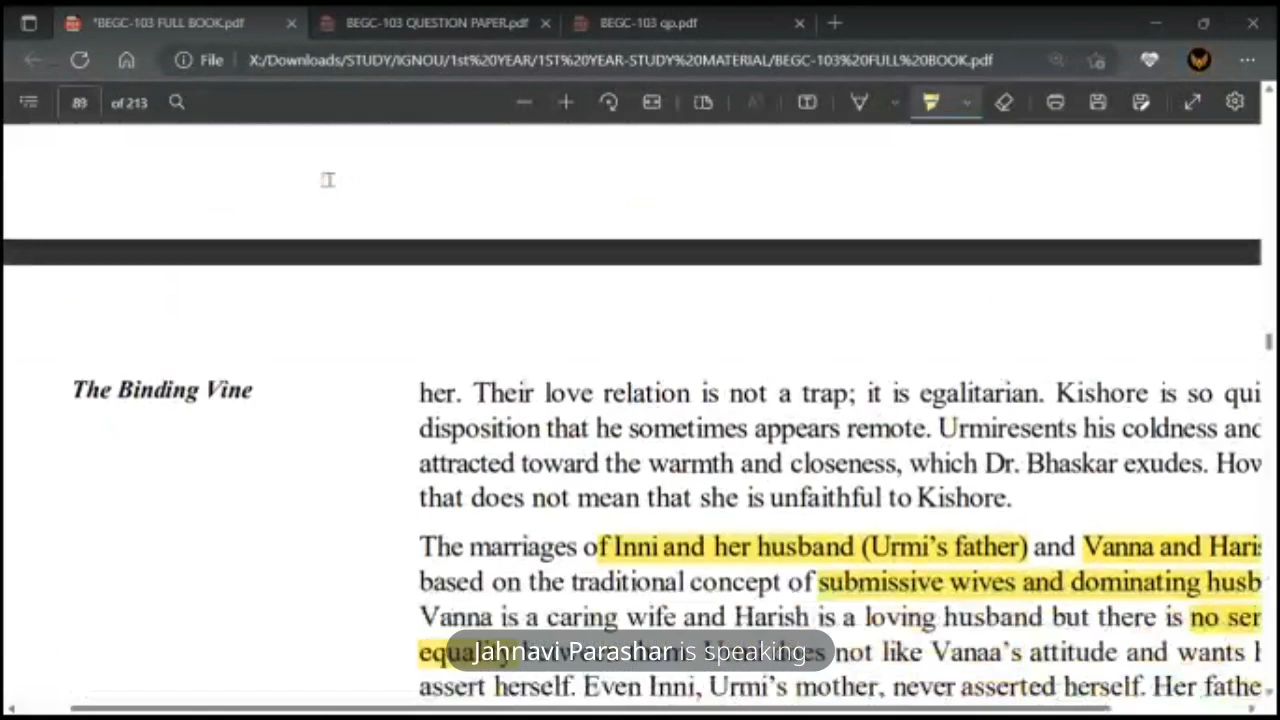 *BEGC-103 FULL BOOK.pdf
BEGC-103 QUESTION PAPER.pdf
BEGC-103 qp.pdf
File
X:/Downloads/STUDY/IGNOU/1st%20YEAR/1ST%20YEAR-STUDY%20MATERIAL/BEGC-103%20FULL%20BOOK.pdf
89 of 213
The Binding Vine
her. Their love relation is not a trap; it is egalitarian. Kishore is so qui
disposition that he sometimes appears remote. Urmiresents his coldness and
attracted toward the warmth and closeness, which Dr. Bhaskar exudes. How
that does not mean that she is unfaithful to Kishore.
The marriages of Inni and her husband (Urmi's father) and Vanna and Haris
based on the traditional concept of submissive wives and dominating husb
Vanna is a caring wife and Harish is a loving husband but there is no sen
equality not like Vanaa's attitude and wants h
Jahnavi Parashar is speaking
assert herself. Even Inni, Urmi's mother, never asserted herself. Her fathe